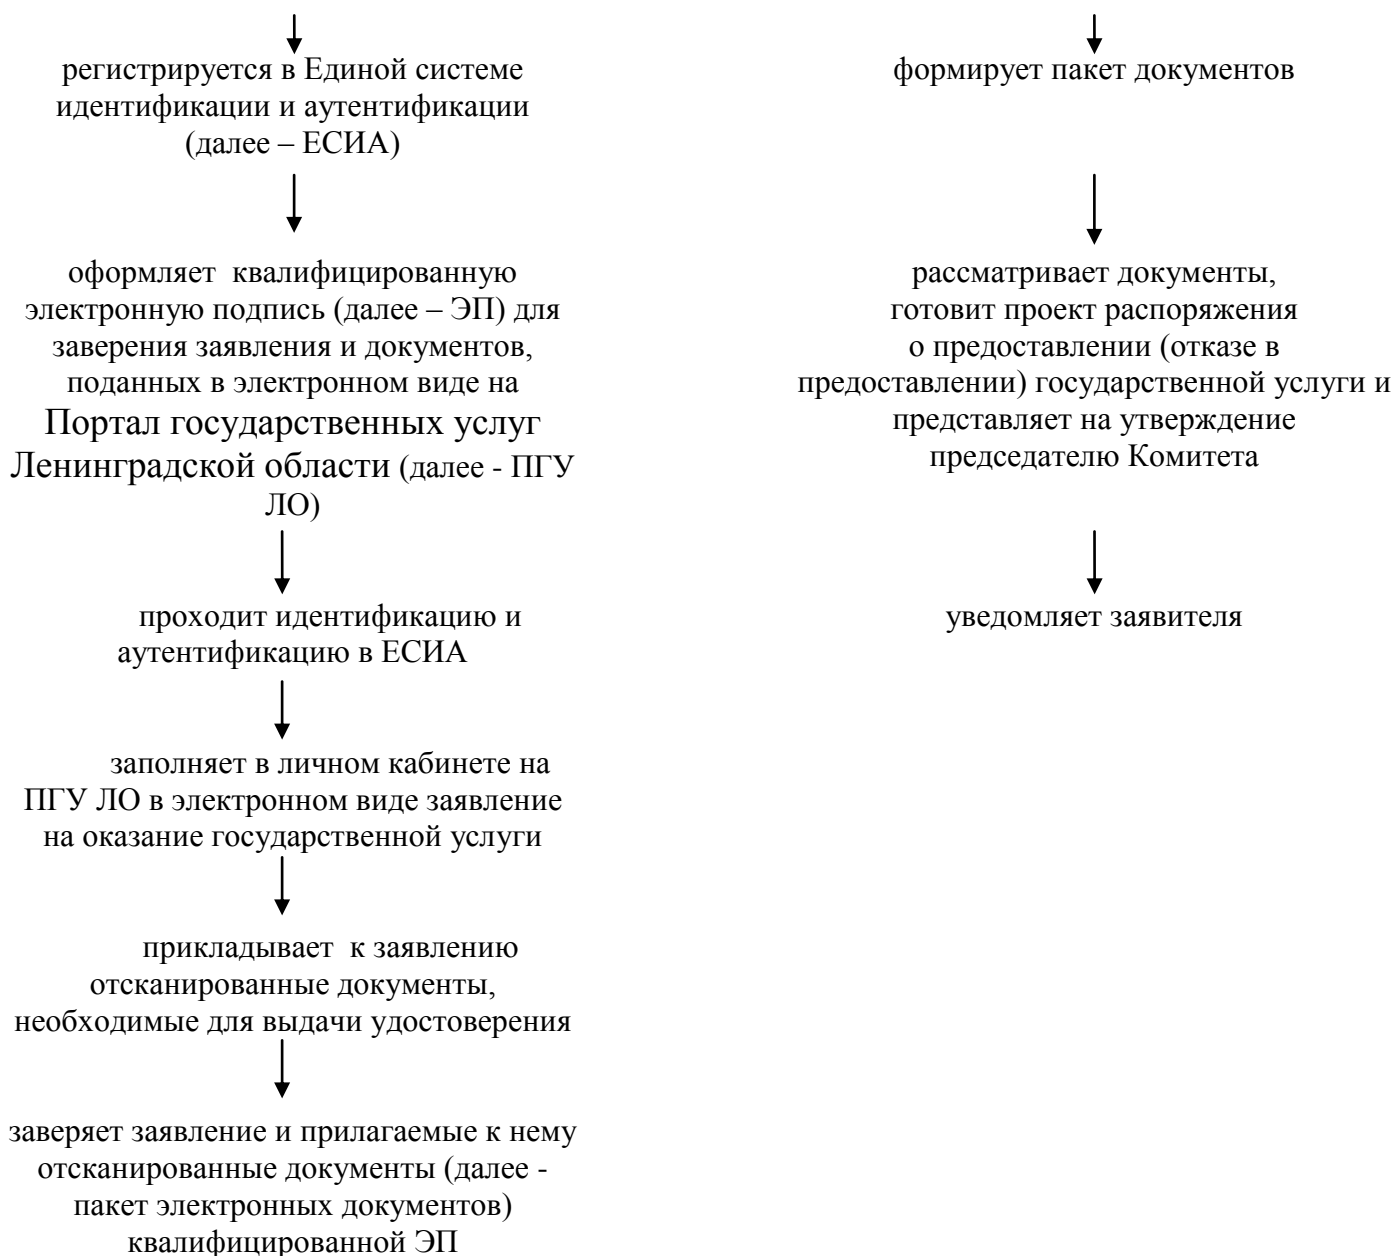 регистрируется в Единой системе
идентификации и аутентификации
(далее – ЕСИА)
оформляет  квалифицированную
электронную подпись (далее – ЭП) для
заверения заявления и документов,
поданных в электронном виде на
Портал государственных услуг
Ленинградской области (далее - ПГУ
ЛО)
проходит идентификацию и
аутентификацию в ЕСИА
заполняет в личном кабинете на
ПГУ ЛО в электронном виде заявление
на оказание государственной услуги
прикладывает  к заявлению
отсканированные документы,
необходимые для выдачи удостоверения
заверяет заявление и прилагаемые к нему
отсканированные документы (далее -
пакет электронных документов)
квалифицированной ЭП
формирует пакет документов
рассматривает документы,
готовит проект распоряжения
о предоставлении (отказе в
предоставлении) государственной услуги и
представляет на утверждение
председателю Комитета
уведомляет заявителя